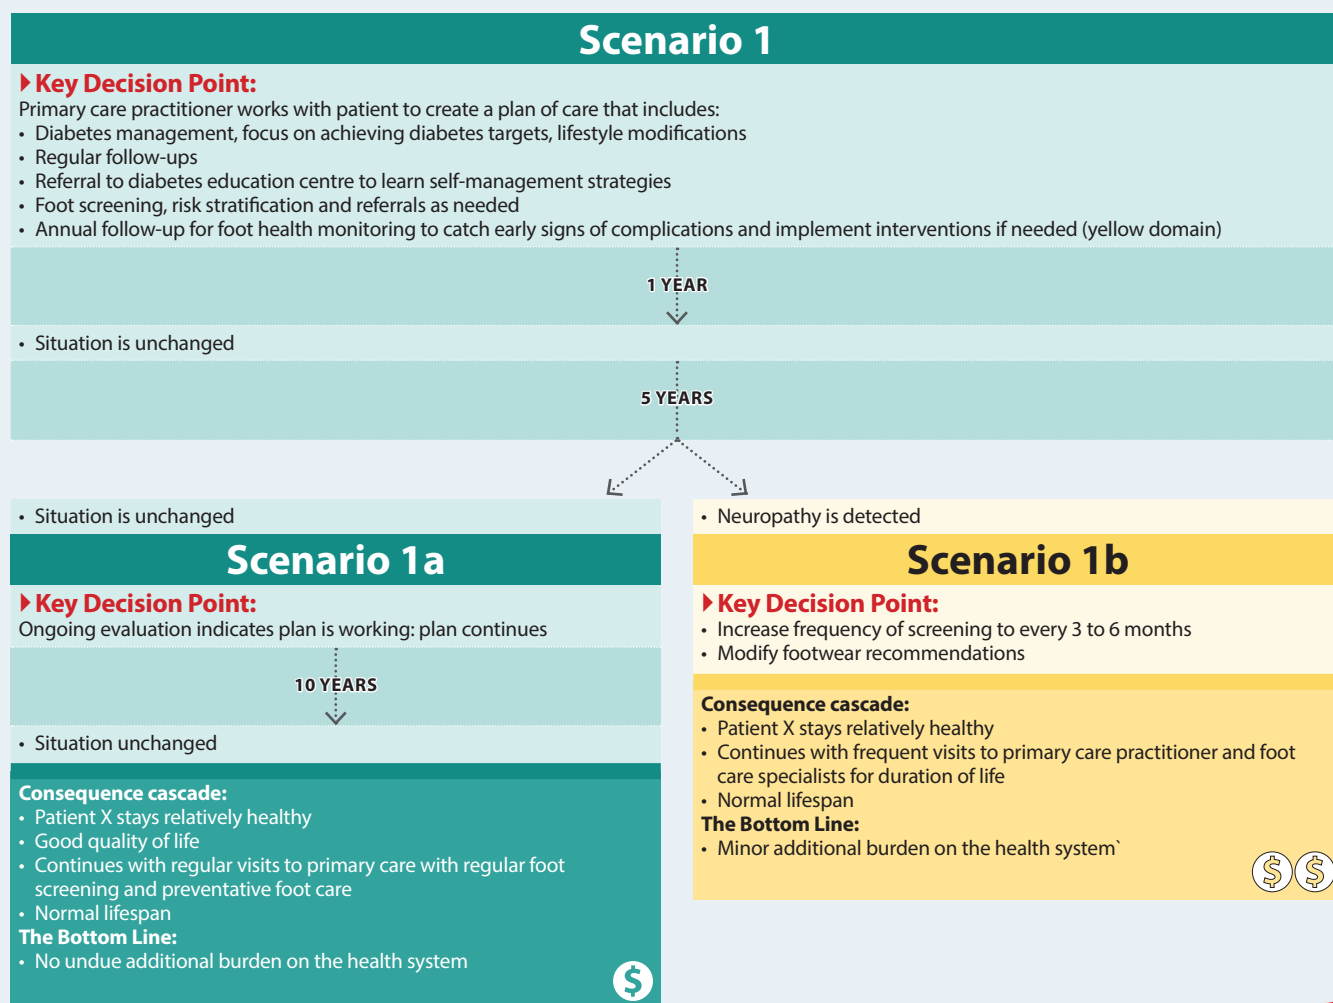 Scenario 1
Key Decision Point:
Primary care practitioner works with patient to create a plan of care that includes:
• Diabetes management, focus on achieving diabetes targets, lifestyle modifications
• Regular follow-ups
• Referral to diabetes education centre to learn self-management strategies
• Foot screening, risk stratification and referrals as needed
• Annual follow-up for foot health monitoring to catch early signs of complications and implement interventions if needed (yellow domain)
1 YEAR
• Situation is unchanged
5 YEARS
• Situation is unchanged
Scenario 1a
Key Decision Point:
Ongoing evaluation indicates plan is working: plan continues
10 YEARS
• Situation unchanged
Consequence cascade:
• Patient X stays relatively healthy
• Good quality of life
• Continues with regular visits to primary care with regular foot
screening and preventative foot care
• Normal lifespan
The Bottom Line:
• No undue additional burden on the health system
$
• Neuropathy is detected
Scenario 1b
Key Decision Point:
• Increase frequency of screening to every 3 to 6 months
• Modify footwear recommendations
Consequence cascade:
• Patient X stays relatively healthy
• Continues with frequent visits to primary care practitioner and foot
care specialists for duration of life
• Normal lifespan
The Bottom Line:
• Minor additional burden on the health system`
$ $